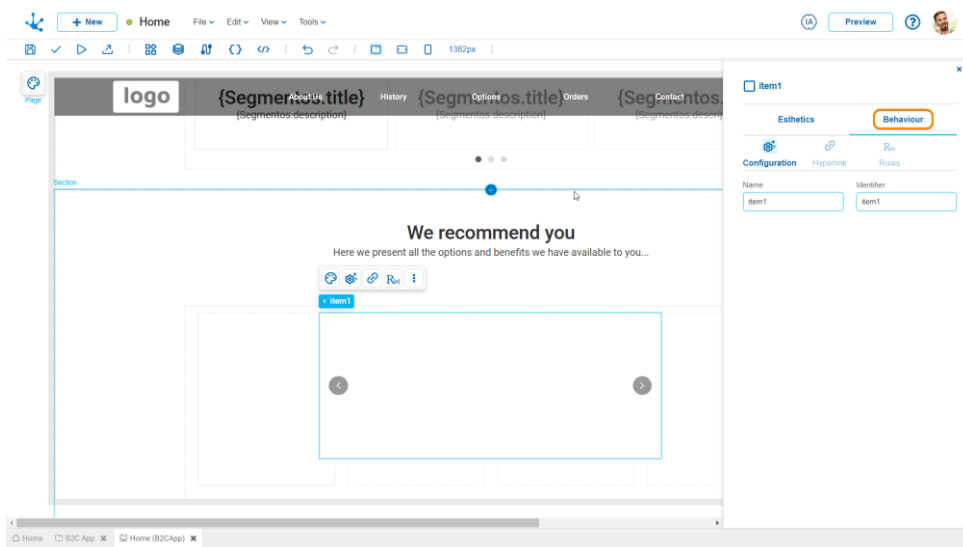 + New
Home
File
Edit
View
Tools
IA
Preview
?
</>
1382px
Page
logo
{Segmentos.title}
{Segmentos.title}
{Segmentos.
About Us
History
Options
Orders
Contact
{Segmentos.description}
{Segmentos.description}
{Segmentos.descri
Section
We recommend you
Here we present all the options and benefits we have available to you...
R(x)
< item1
item1
Esthetics
Behaviour
Configuration
Hyperlink
Rules
Name
Identifier
item1
item1
Home
B2C App
Home (B2CApp)